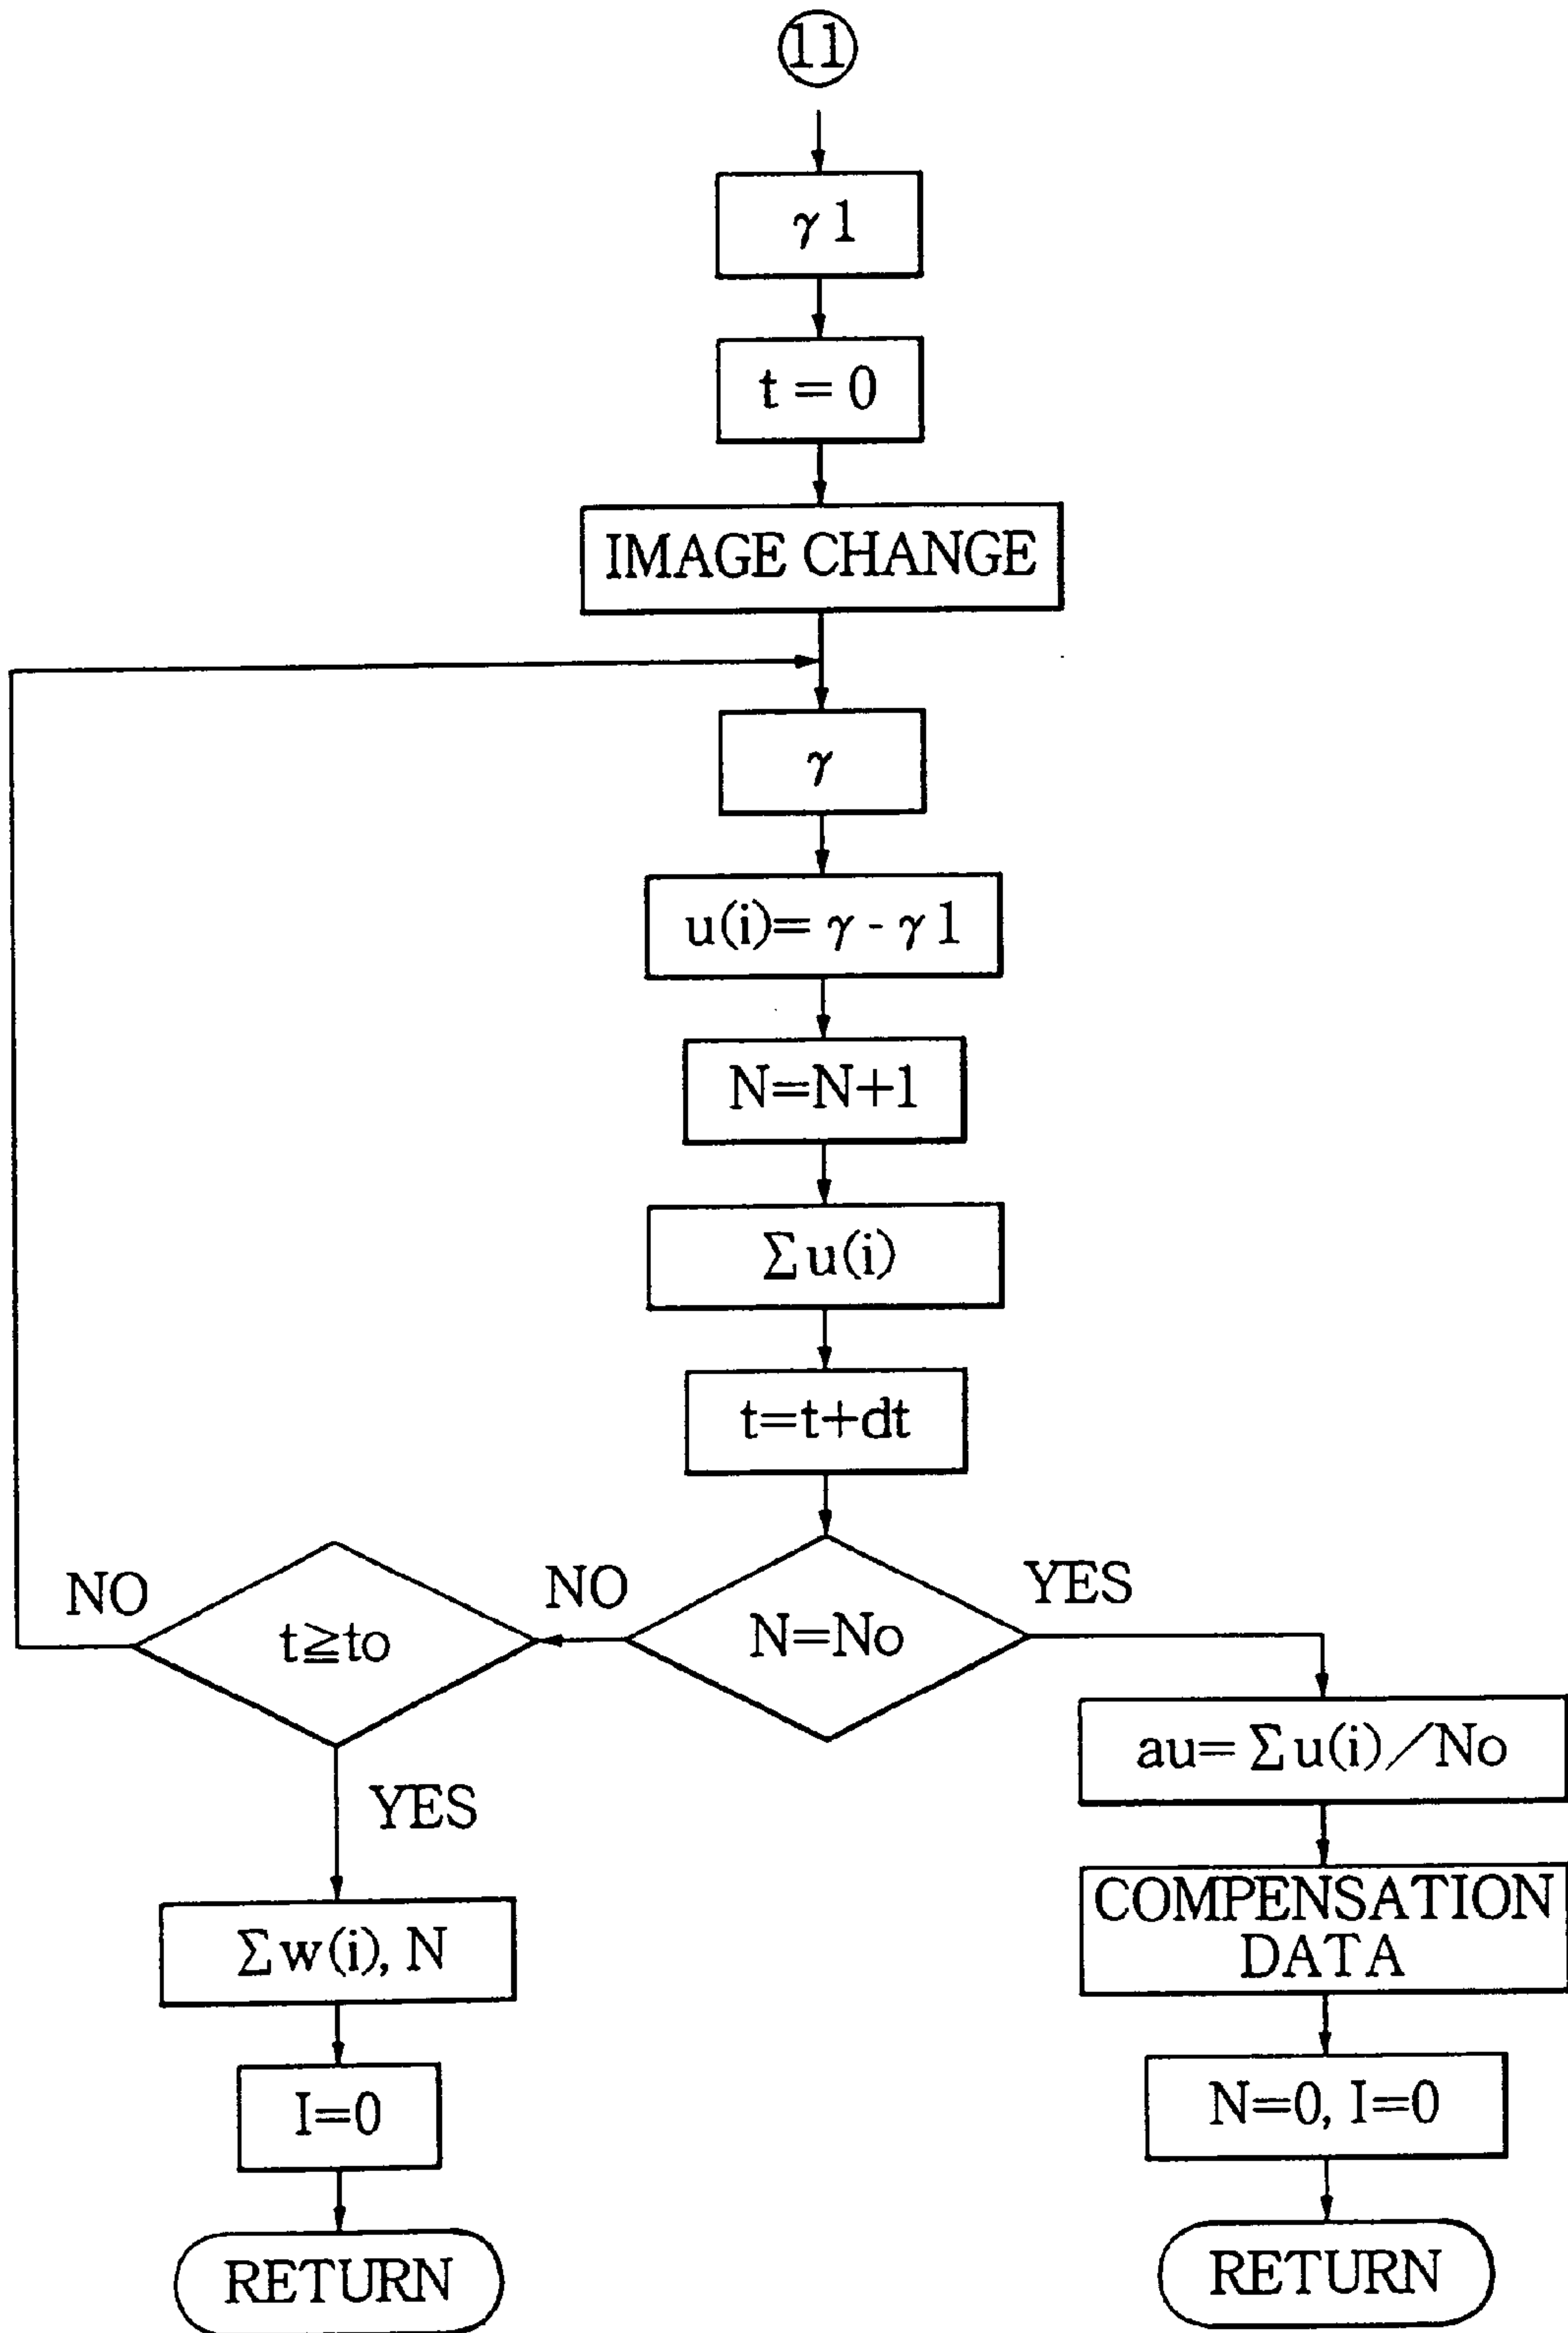 11
γ1
t=0
IMAGE CHANGE
γ
u(i)=γ-γ1
N=N+1
Σu(i)
t=t+dt
NO
t≧to
NO
N=No
YES
YES
au=Σu(i)/No
COMPENSATION
DATA
Σw(i), N
I=0
N=0, I=0
RETURN
RETURN